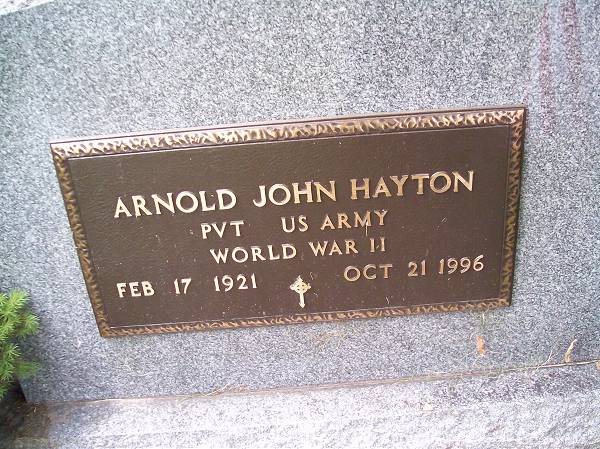 ARNOLD JOHN HAYTON
PVT US ARMY
WORLD WAR II
FEB 17 1921 OCT 21 1996